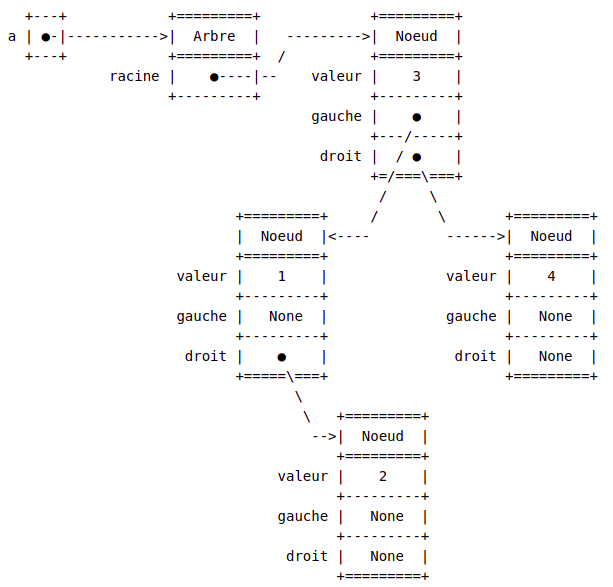 +---+            +=========+             +=========+
a | ●-|----------->|  Arbre  |   --------->|  Noeud  |
+---+            +=========+  /          +=========+
racine |    ●----|--    valeur |    3    |
+---------+             +---------+
gauche |    ●    |
+---/-----+
droit |  / ●    |
+=/===\===+
/     \
+=========+     /       \       +=========+
|  Noeud  |<----         ------>|  Noeud  |
+=========+                     +=========+
valeur |    1    |              valeur |    4    |
+---------+                     +---------+
gauche |   None  |              gauche |   None  |
+---------+                     +---------+
droit |    ●    |               droit |   None  |
+=====\===+                     +=========+
\
\   +=========+
-->|  Noeud  |
+=========+
valeur |    2    |
+---------+
gauche |   None  |
+---------+
droit |   None  |
+=========+